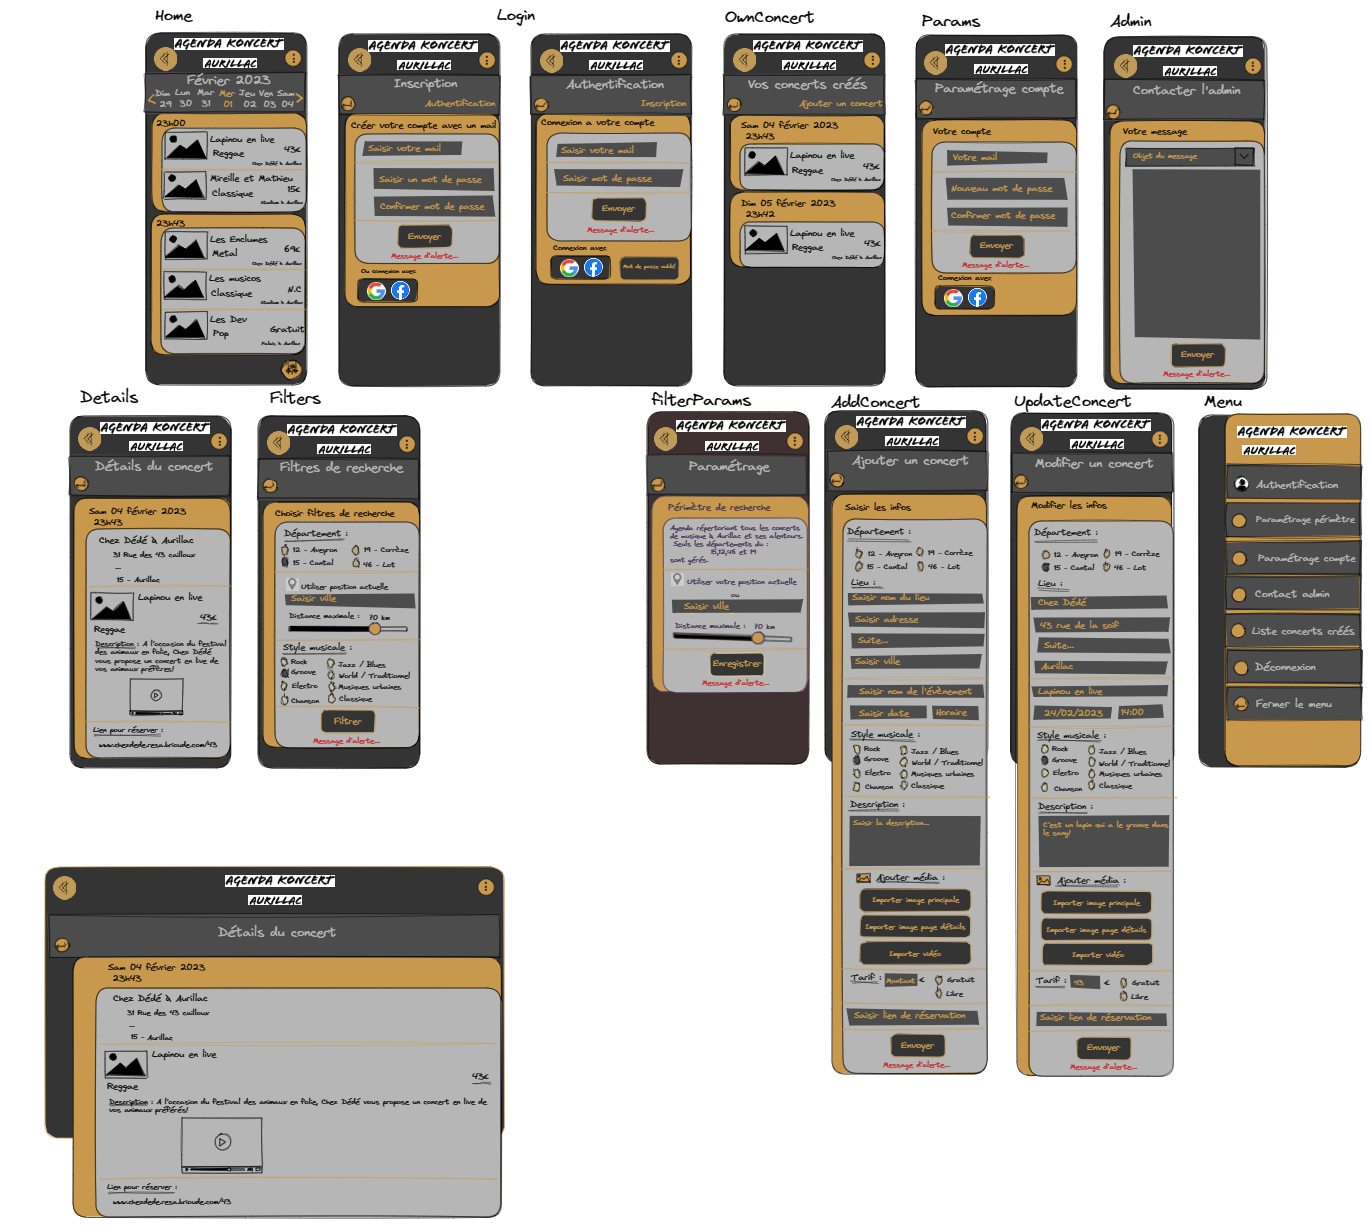 Home
AGENDA KONCERT
AURILLAC
Février 2023
Dim Lun Mar Mer Jeu Ven Sam
29 30 31 01 02 03 04
23h00
Lapinou en live
Reggae
43€
Chez Dédé à Aurillac
Mireille et Mathieu
Classique
15€
Stadium à Aurillac
23h43
Les Enclumes
Metal
69€
Chez Dédé à Aurillac
Les musicos
Classique
N.C
Stadium à Aurillac
Les Dev
Pop
Gratuit
Palais à Aurillac
Login
AGENDA KONCERT
AURILLAC
Inscription
Authentification
Créer votre compte avec un mail
Saisir votre mail
Saisir un mot de passe
Confirmer mot de passe
Envoyer
Message d'alerte...
Ou connexion avec
AGENDA KONCERT
AURILLAC
Authentification
Inscription
Connexion a votre compte
Saisir votre mail
Saisir mot de passe
Envoyer
Message d'alerte...
Connexion avec
Mot de passe oublié
OwnConcert
AGENDA KONCERT
AURILLAC
Vos concerts créés
Ajouter un concert
Sam 04 février 2023
23h43
Lapinou en live
Reggae
43€
Chez Dédé à Aurillac
Dim 05 février 2023
23h42
Lapinou en live
Reggae
43€
Chez Dédé à Aurillac
Params
AGENDA KONCERT
AURILLAC
Paramétrage compte
Votre compte
Votre mail
Nouveau mot de passe
Confirmer mot de passe
Envoyer
Message d'alerte...
Connexion avec
Admin
AGENDA KONCERT
AURILLAC
Contacter l'admin
Votre message
Objet du message
Envoyer
Message d'alerte...
Details
AGENDA KONCERT
AURILLAC
Détails du concert
Sam 04 février 2023
23h43
Chez Dédé à Aurillac
31 Rue des 43 cailloux
...
15 - Aurillac
Lapinou en live
43€
Reggae
Description : A l'occasion du festival
des animaux en folie, Chez Dédé
vous propose un concert en live de
vos animaux préférés!
Lien pour réserver :
www.chezdede.resa.brioude.com/43
Filters
AGENDA KONCERT
AURILLAC
Filtres de recherche
Choisir filtres de recherche
Département :
12 - Aveyron 19 - Corrèze
15 - Cantal 46 - Lot
Utiliser position actuelle
Saisir ville
Distance maximale : 70 km
Style musicale :
Rock Jazz / Blues
Groove World / Traditionnel
Electro Musiques urbaines
Chanson Classique
Filtrer
Message d'alerte...
filterParams
AGENDA KONCERT
AURILLAC
Paramétrage
Périmètre de recherche
Agenda répertoriant tous les concerts
de musique à Aurillac et ses alentours.
Seuls les départements du :
15,12,46 et 19
sont gérés.
Utiliser votre position actuelle
ou
Saisir ville
Distance maximale : 70 km
Enregistrer
Message d'alerte...
AddConcert
AGENDA KONCERT
AURILLAC
Ajouter un concert
Saisir les infos
Département :
12 - Aveyron 19 - Corrèze
15 - Cantal 46 - Lot
Lieu :
Saisir nom du lieu
Saisir adresse
Suite...
Saisir ville
Saisir nom de l'évènement
Saisir date Horaire
Style musicale :
Rock Jazz / Blues
Groove World / Traditionnel
Electro Musiques urbaines
Chanson Classique
Description :
Saisir la description...
Ajouter média :
Importer image principale
Importer image page détails
Importer vidéo
Tarif : Montant € Gratuit
Libre
Saisir lien de réservation
Envoyer
Message d'alerte...
UpdateConcert
AGENDA KONCERT
AURILLAC
Modifier un concert
Modifier les infos
Département :
12 - Aveyron 19 - Corrèze
15 - Cantal 46 - Lot
Lieu :
Chez Dédé
43 rue de la soif
Suite...
Aurillac
Lapinou en live
24/02/2023 14:00
Style musicale :
Rock Jazz / Blues
Groove World / Traditionnel
Electro Musiques urbaines
Chanson Classique
Description :
C'est un lapin qui a le groove dans
le sang!
Ajouter média :
Importer image principale
Importer image page détails
Importer vidéo
Tarif : 43 € Gratuit
Libre
Saisir lien de réservation
Envoyer
Message d'alerte...
Menu
AGENDA KONCERT
AURILLAC
Authentification
Paramétrage périmètre
Paramétrage compte
Contact admin
Liste concerts créés
Déconnexion
Fermer le menu
AGENDA KONCERT
AURILLAC
Détails du concert
Sam 04 février 2023
23h43
Chez Dédé à Aurillac
31 Rue des 43 cailloux
...
15 - Aurillac
Lapinou en live
43€
Reggae
Description : A l'occasion du festival des animaux en folie, Chez Dédé vous propose un concert en live de
vos animaux préférés!
Lien pour réserver :
www.chezdede.resa.brioude.com/43